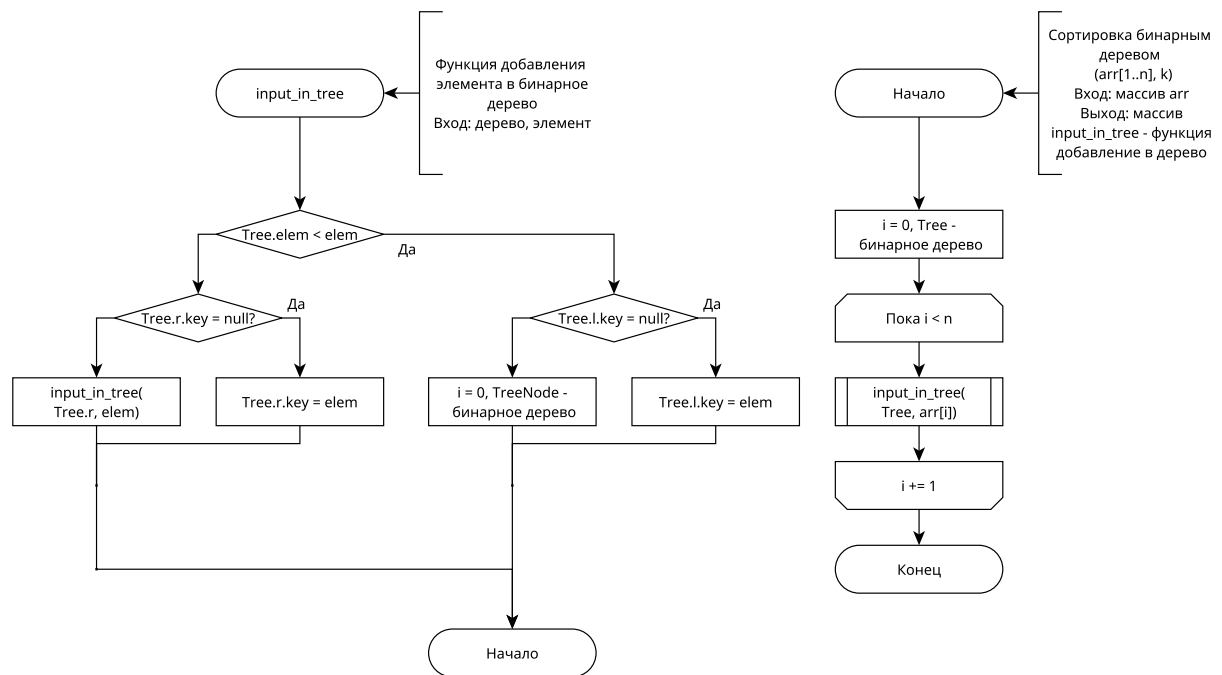 input_in_tree
Функция добавления
элемента в бинарное
дерево
Вход: дерево, элемент
Tree.elem < elem
Да
Tree.r.key = null?
Да
Tree.l.key = null?
Да
input_in_tree(
Tree.r, elem)
Tree.r.key = elem
i = 0, TreeNode -
бинарное дерево
Tree.l.key = elem
Начало
Начало
Сортировка бинарным
деревом
(arr[1..n], k)
Вход: массив arr
Выход: массив
input_in_tree - функция
добавление в дерево
i = 0, Tree -
бинарное дерево
Пока i < n
input_in_tree(
Tree, arr[i])
i += 1
Конец